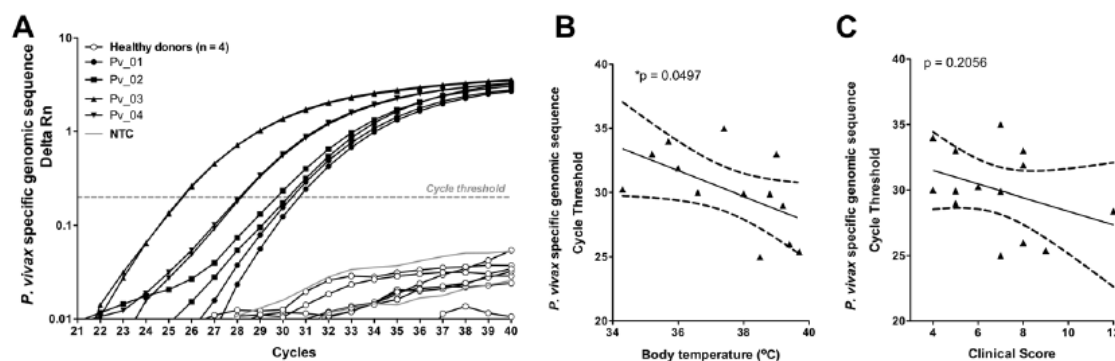 A
P. vivax specific genomic sequence
Delta Rn
10
1
0.1
0.01
Healthy donors (n = 4)
Pv_01
Pv_02
Pv_03
Pv_04
NTC
Cycle threshold
21 22 23 24 25 26 27 28 29 30 31 32 33 34 35 36 37 38 39 40
Cycles
B
P. vivax specific genomic sequence
Cycle Threshold
40
35
30
25
20
*p = 0.0497
34 36 38 40
Body temperature (ºC)
C
P. vivax specific genomic sequence
Cycle Threshold
40
35
30
25
20
p = 0.2056
4 6 8 10 12
Clinical Score